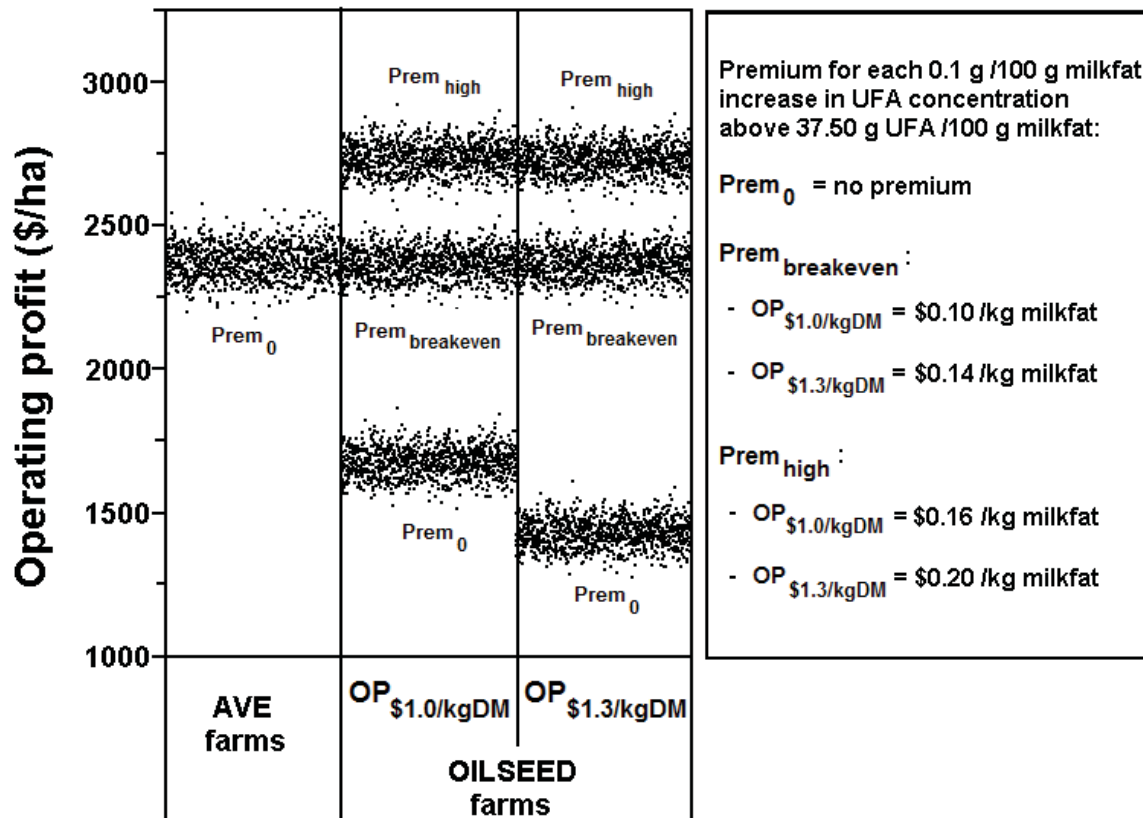 Operating profit ($/ha)
3000
2500
2000
1500
1000
Prem high
Prem high
Prem 0
Prem breakeven
Prem breakeven
Prem 0
Prem 0
AVE
farms
OP $1.0/kgDM
OP $1.3/kgDM
OILSEED
farms
Premium for each 0.1 g /100 g milkfat
increase in UFA concentration
above 37.50 g UFA /100 g milkfat:
Prem 0 = no premium
Prem breakeven :
- OP $1.0/kgDM = $0.10 /kg milkfat
- OP $1.3/kgDM = $0.14 /kg milkfat
Prem high :
- OP $1.0/kgDM = $0.16 /kg milkfat
- OP $1.3/kgDM = $0.20 /kg milkfat